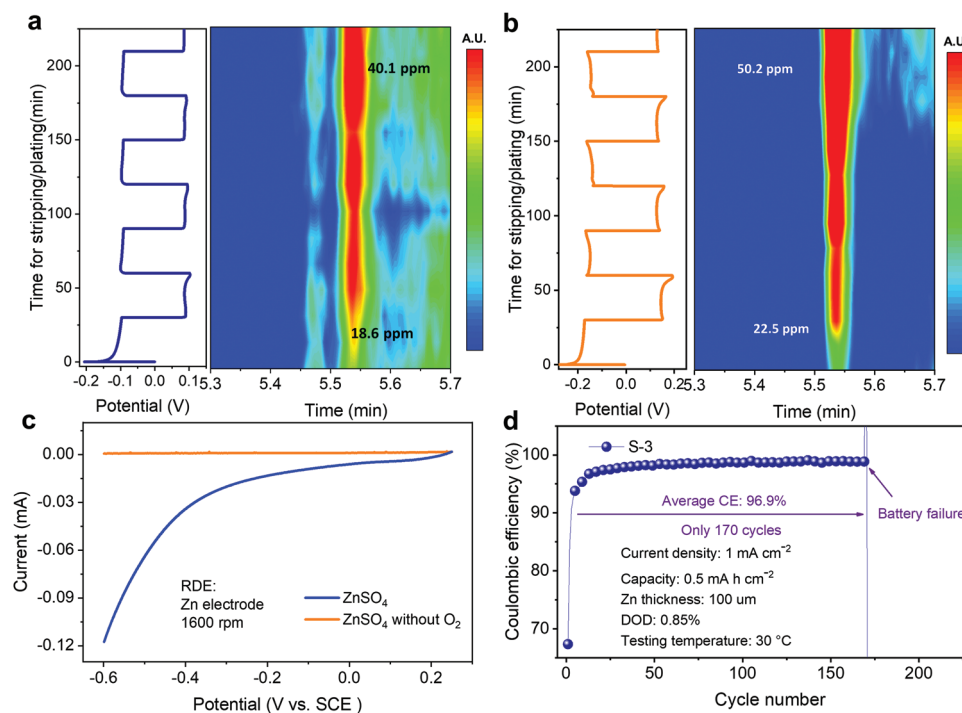 a
A.U.
b
A.U.
200
150
100
50
0
Time for stripping/plating(min)
40.1 ppm
18.6 ppm
-0.2
-0.1
0.0
0.1
5.3
5.4
5.5
5.6
5.7
Potential (V)
Time (min)
200
150
100
50
0
Time for stipping/plating (min)
50.2 ppm
22.5 ppm
-0.2
0.0
0.25
5.3
5.4
5.5
5.6
5.7
Potential (V)
Time (min)
c
0.00
-0.03
-0.06
-0.09
-0.12
Current (mA)
RDE:
Zn electrode
1600 rpm
ZnSO₄
ZnSO₄ without O₂
-0.6
-0.4
-0.2
0.0
0.2
Potential (V vs. SCE)
d
S-3
100
90
80
70
65
Coulombic efficiency (%)
Average CE: 96.9%
Only 170 cycles
Battery failure
Current density: 1 mA cm⁻²
Capacity: 0.5 mA h cm⁻²
Zn thickness: 100 um
DOD: 0.85%
Testing temperature: 30 °C
0
50
100
150
200
Cycle number